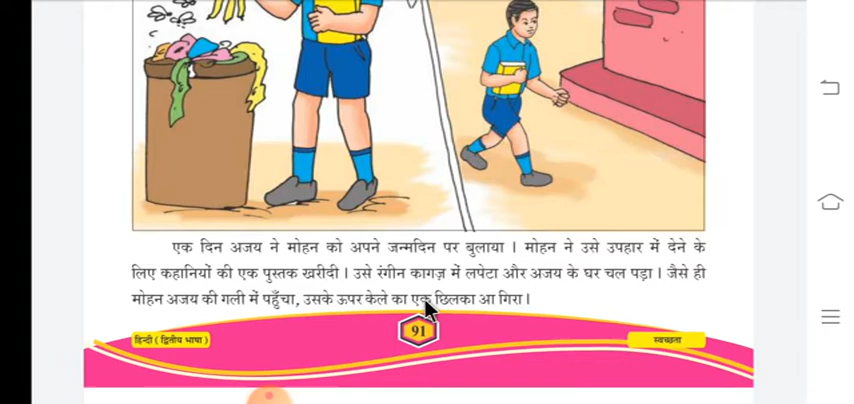 एक दिन अजय ने मोहन को अपने जन्मदिन पर बुलाया । मोहन ने उसे उपहार में देने के
लिए कहानियों की एक पुस्तक खरीदी । उसे रंगीन कागज़ में लपेटा और अजय के घर चल पड़ा । जैसे ही
मोहन अजय की गली में पहुँचा, उसके ऊपर केले का एक छिलका आ गिरा ।
हिन्दी ( द्वितीय भाषा )
91
स्वच्छता